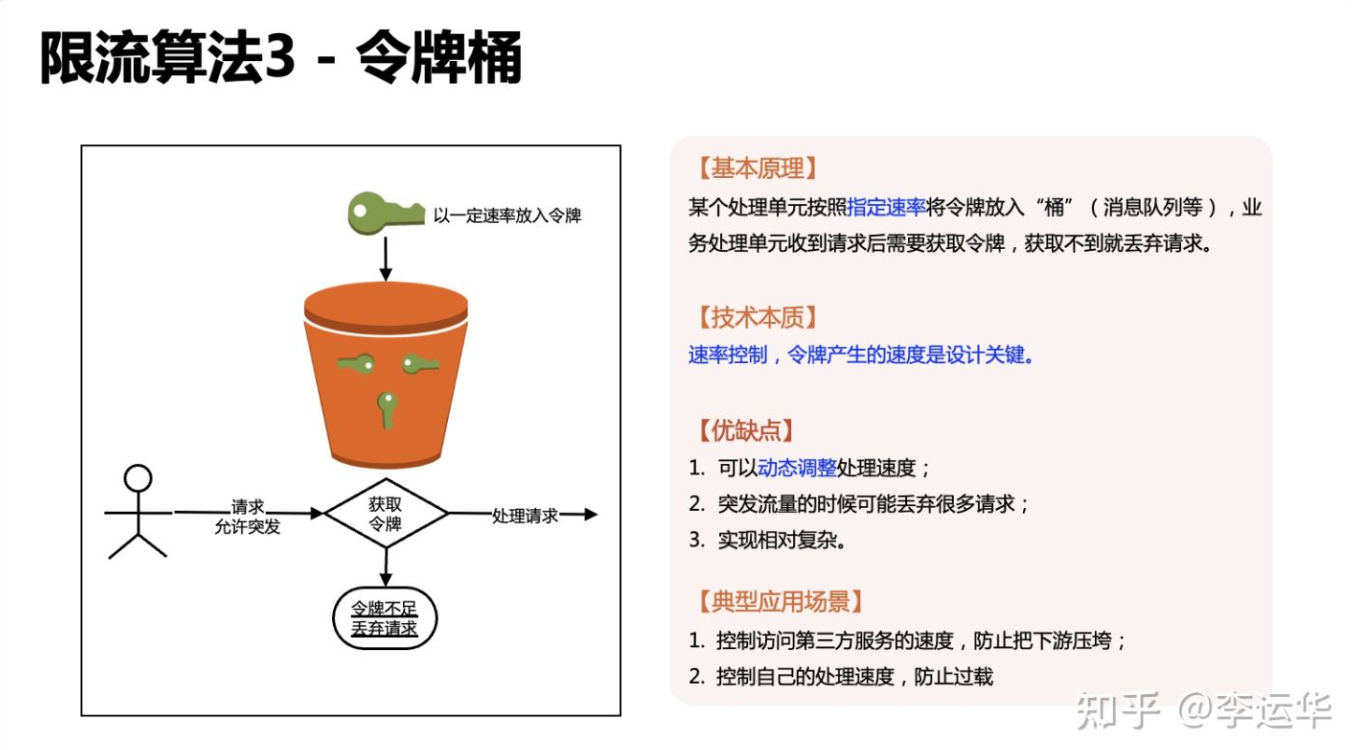 限流算法3 - 令牌桶
以一定速率放入令牌
请求
允许突发
获取
令牌
处理请求
令牌不足
丢弃请求
【基本原理】
某个处理单元按照指定速率将令牌放入“桶”（消息队列等），业
务处理单元收到请求后需要获取令牌，获取不到就丢弃请求。
【技术本质】
速率控制，令牌产生的速度是设计关键。
【优缺点】
1. 可以动态调整处理速度；
2. 突发流量的时候可能丢弃很多请求；
3. 实现相对复杂。
【典型应用场景】
1. 控制访问第三方服务的速度，防止把下游压垮；
2. 控制自己的处理速度，防止过载
知乎 @李运华